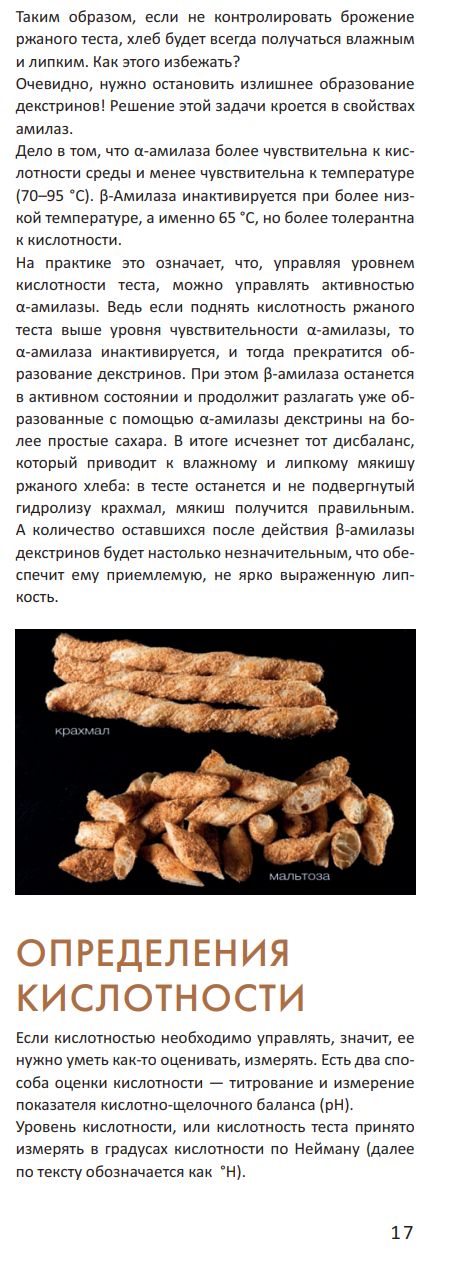 Таким образом, если не контролировать брожение
ржаного теста, хлеб будет всегда получаться влажным
и липким. Как этого избежать?
Очевидно, нужно остановить излишнее образование
декстринов! Решение этой задачи кроется в свойствах
амилаз.
Дело в том, что α-амилаза более чувствительна к кис-
лотности среды и менее чувствительна к температуре
(70–95 °С). β-Амилаза инактивируется при более низ-
кой температуре, а именно 65 °С, но более толерантна
к кислотности.
На практике это означает, что, управляя уровнем
кислотности теста, можно управлять активностью
α-амилазы. Ведь если поднять кислотность ржаного
теста выше уровня чувствительности α-амилазы, то
α-амилаза инактивируется, и тогда прекратится об-
разование декстринов. При этом β-амилаза останется
в активном состоянии и продолжит разлагать уже об-
разованные с помощью α-амилазы декстрины на бо-
лее простые сахара. В итоге исчезнет тот дисбаланс,
который приводит к влажному и липкому мякишу
ржаного хлеба: в тесте останется и не подвергнутый
гидролизу крахмал, мякиш получится правильным.
А количество оставшихся после действия β-амилазы
декстринов будет настолько незначительным, что обе-
спечит ему приемлемую, не ярко выраженную лип-
кость.
крахмал
мальтоза
ОПРЕДЕЛЕНИЯ
КИСЛОТНОСТИ
Если кислотностью необходимо управлять, значит, ее
нужно уметь как-то оценивать, измерять. Есть два спо-
соба оценки кислотности — титрование и измерение
показателя кислотно-щелочного баланса (pH).
Уровень кислотности, или кислотность теста принято
измерять в градусах кислотности по Нейману (далее
по тексту обозначается как °Н).
17